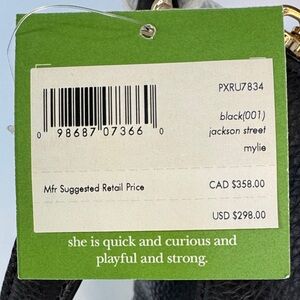 PXRU7834
0 98687 07366 0
black(001)
jackson street
mylie
Mfr Suggested Retail Price CAD $358.00
USD $298.00
she is quick and curious and
playful and strong.